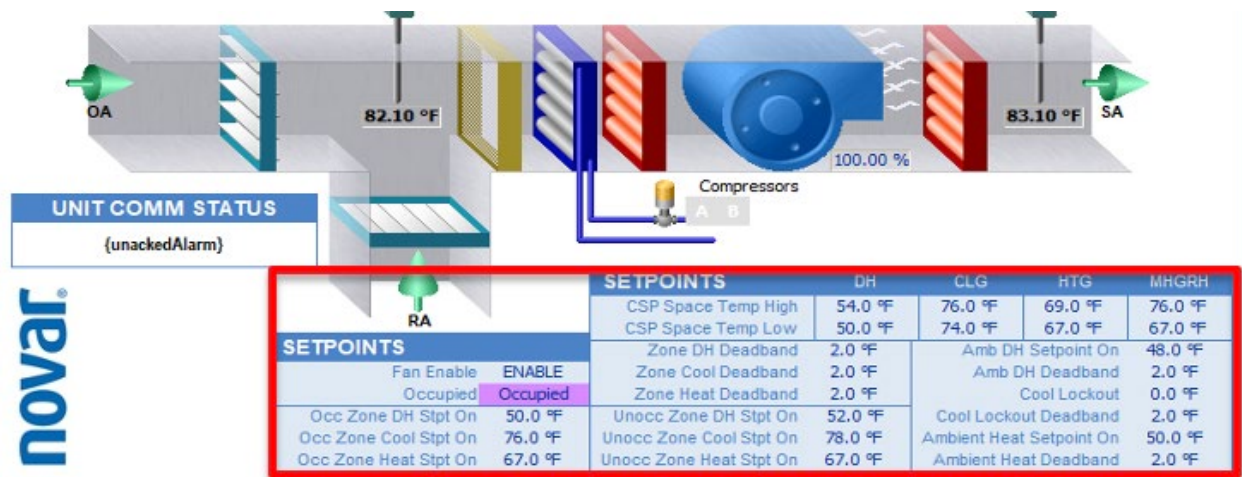 OA
82.10 °F
83.10 °F
SA
100.00 %
Compressors
A B
UNIT COMM STATUS
{unackedAlarm}
novar®
RA
SETPOINTS DH CLG HTG MHGRH
CSP Space Temp High 54.0 °F 76.0 °F 69.0 °F 76.0 °F
CSP Space Temp Low 50.0 °F 74.0 °F 67.0 °F 67.0 °F
SETPOINTS
Fan Enable ENABLE
Occupied Occupied
Occ Zone DH Stpt On 50.0 °F
Occ Zone Cool Stpt On 76.0 °F
Occ Zone Heat Stpt On 67.0 °F
Zone DH Deadband 2.0 °F
Zone Cool Deadband 2.0 °F
Zone Heat Deadband 2.0 °F
Unocc Zone DH Stpt On 52.0 °F
Unocc Zone Cool Stpt On 78.0 °F
Unocc Zone Heat Stpt On 67.0 °F
Amb DH Setpoint On 48.0 °F
Amb DH Deadband 2.0 °F
Cool Lockout 0.0 °F
Cool Lockout Deadband 2.0 °F
Ambient Heat Setpoint On 50.0 °F
Ambient Heat Deadband 2.0 °F